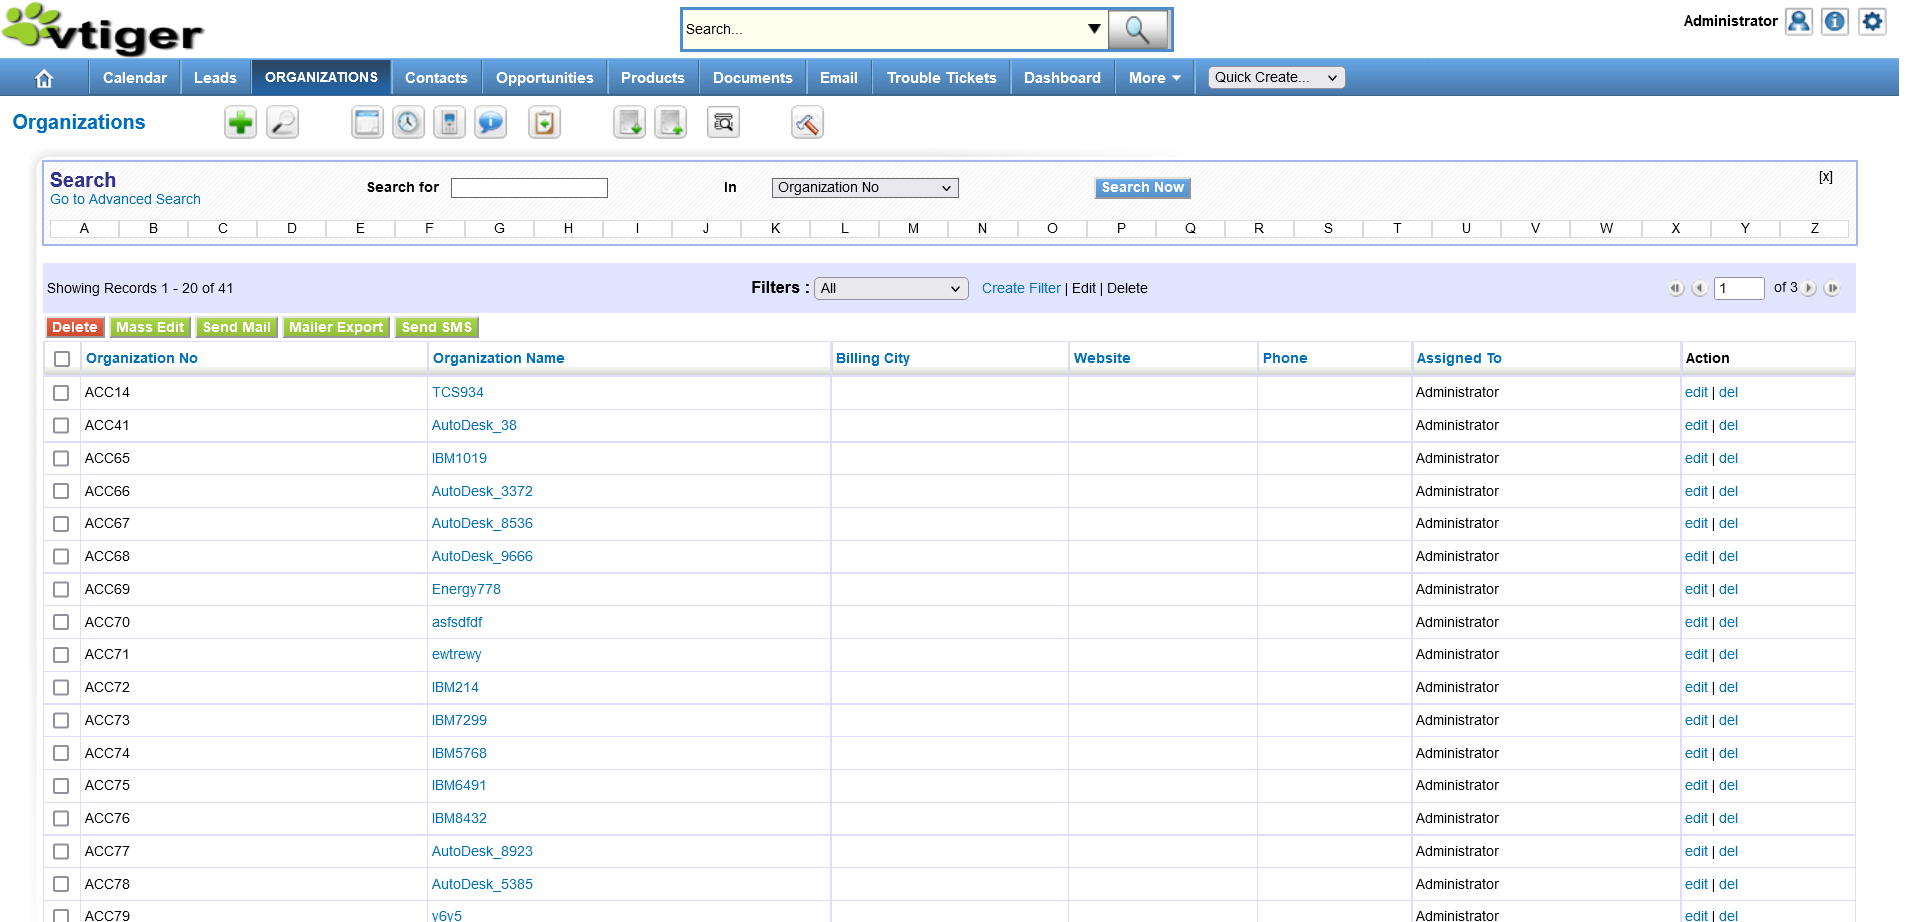 vtiger
Search...
Administrator
Calendar Leads ORGANIZATIONS Contacts Opportunities Products Documents Email Trouble Tickets Dashboard More Quick Create...
Organizations
Search
Go to Advanced Search
Search for In Organization No Search Now [x]
A B C D E F G H I J K L M N O P Q R S T U V W X Y Z
Showing Records 1 - 20 of 41 Filters : All Create Filter | Edit | Delete 1 of 3
Delete Mass Edit Send Mail Mailer Export Send SMS
Organization No Organization Name Billing City Website Phone Assigned To Action
ACC14 TCS934 Administrator edit | del
ACC41 AutoDesk_38 Administrator edit | del
ACC65 IBM1019 Administrator edit | del
ACC66 AutoDesk_3372 Administrator edit | del
ACC67 AutoDesk_8536 Administrator edit | del
ACC68 AutoDesk_9666 Administrator edit | del
ACC69 Energy778 Administrator edit | del
ACC70 asfsdfdf Administrator edit | del
ACC71 ewtrewy Administrator edit | del
ACC72 IBM214 Administrator edit | del
ACC73 IBM7299 Administrator edit | del
ACC74 IBM5768 Administrator edit | del
ACC75 IBM6491 Administrator edit | del
ACC76 IBM8432 Administrator edit | del
ACC77 AutoDesk_8923 Administrator edit | del
ACC78 AutoDesk_5385 Administrator edit | del
ACC79 y6y5 Administrator edit | del